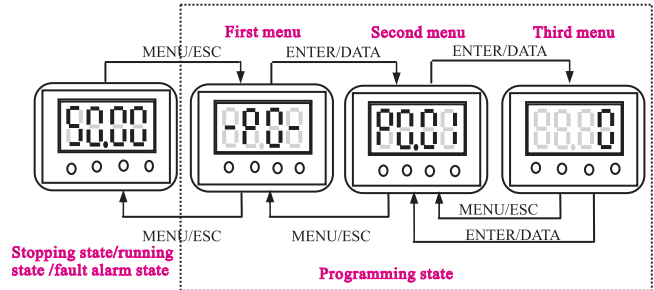 First menu
Second menu
Third menu
MENU/ESC
ENTER/DATA
ENTER/DATA
50.00
-P0-
P0.01
0
MENU/ESC
MENU/ESC
MENU/ESC
ENTER/DATA
Stopping state/running
state /fault alarm state
Programming state